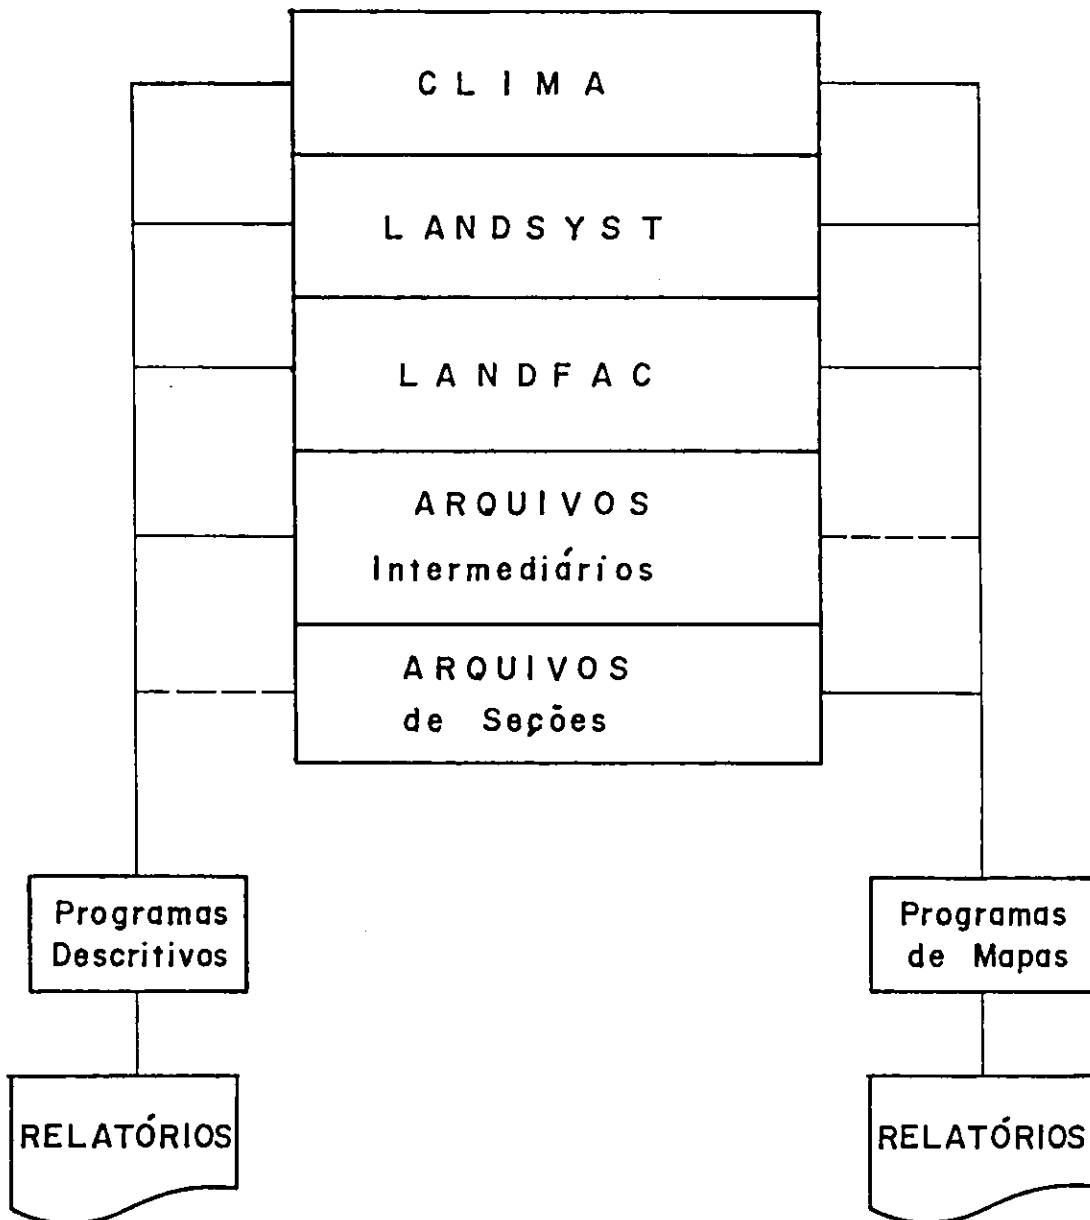 CLIMA
LANDSYST
LANDFAC
ARQUIVOS
Intermediários
ARQUIVOS
de Seções
Programas
Descritivos
Programas
de Mapas
RELATÓRIOS
RELATÓRIOS